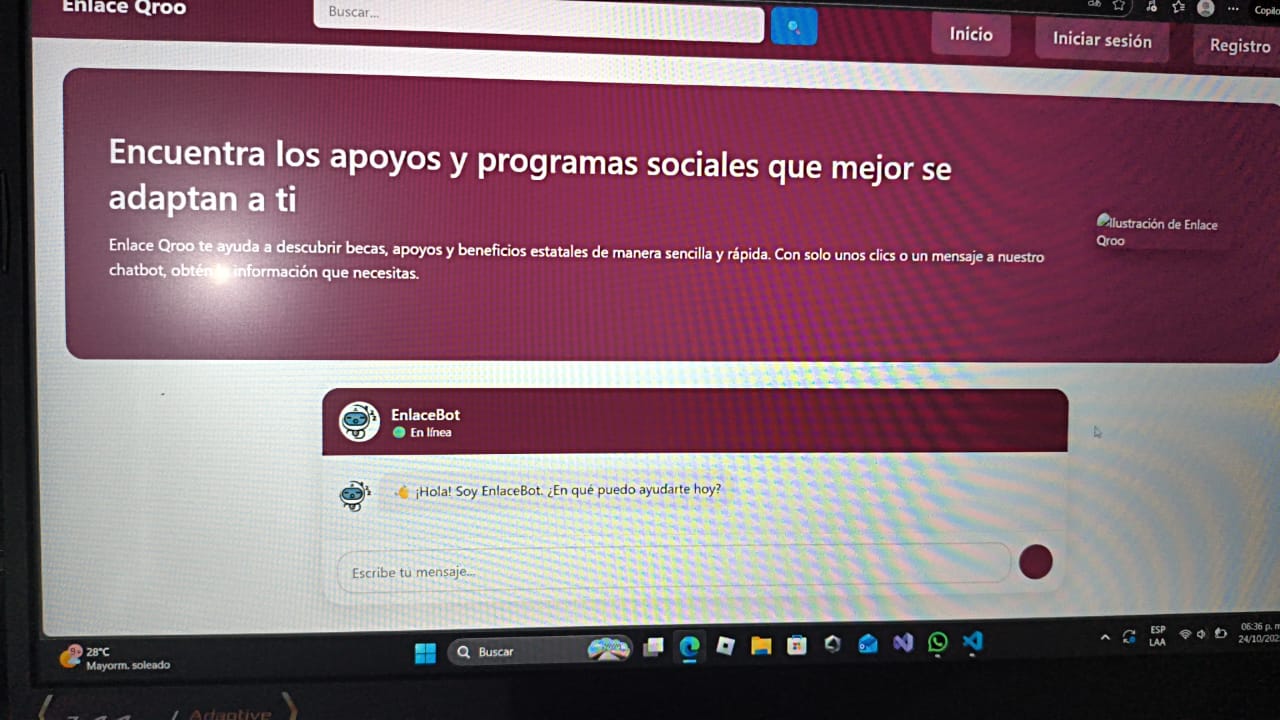 Enlace Qroo
Buscar...
Inicio
Iniciar sesión
Registro
Encuentra los apoyos y programas sociales que mejor se
adaptan a ti
Enlace Qroo te ayuda a descubrir becas, apoyos y beneficios estatales de manera sencilla y rápida. Con solo unos clics o un mensaje a nuestro
chatbot, obtén información que necesitas.
Ilustración de Enlace
Qroo
EnlaceBot
En línea
¡Hola! Soy EnlaceBot. ¿En qué puedo ayudarte hoy?
Escribe tu mensaje...
28°C
Mayorm. soleado
Buscar
ESP
LAA
06:36 p.
24/10/202
Adaptive